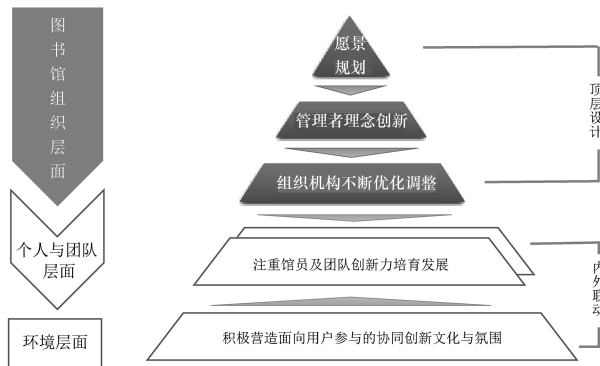 图书馆组织层面
个人与团队
层面
环境层面
愿景
规划
管理者理念创新
组织机构不断优化调整
注重馆员及团队创新力培育发展
积极营造面向用户参与的协同创新文化与氛围
顶层设计
内外联动